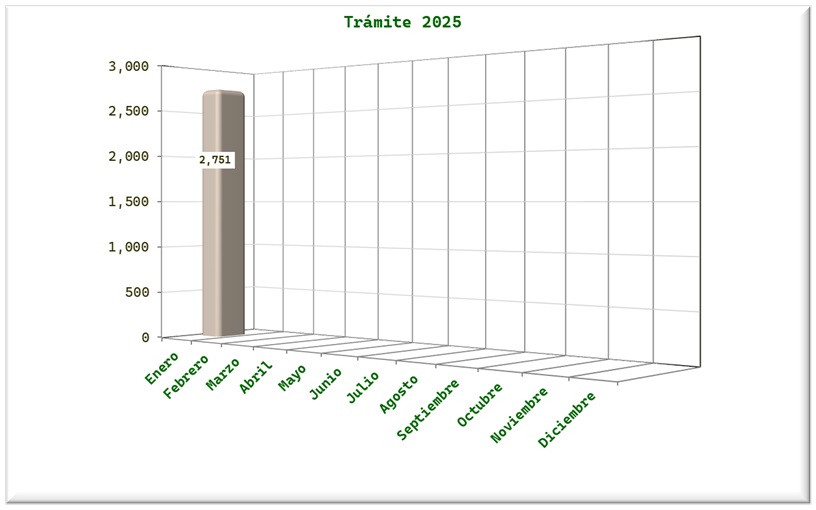 Trámite 2025
3,000
2,500
2,000
1,500
1,000
500
0
2,751
Enero
Febrero
Marzo
Abril
Mayo
Junio
Julio
Agosto
Septiembre
Octubre
Noviembre
Diciembre